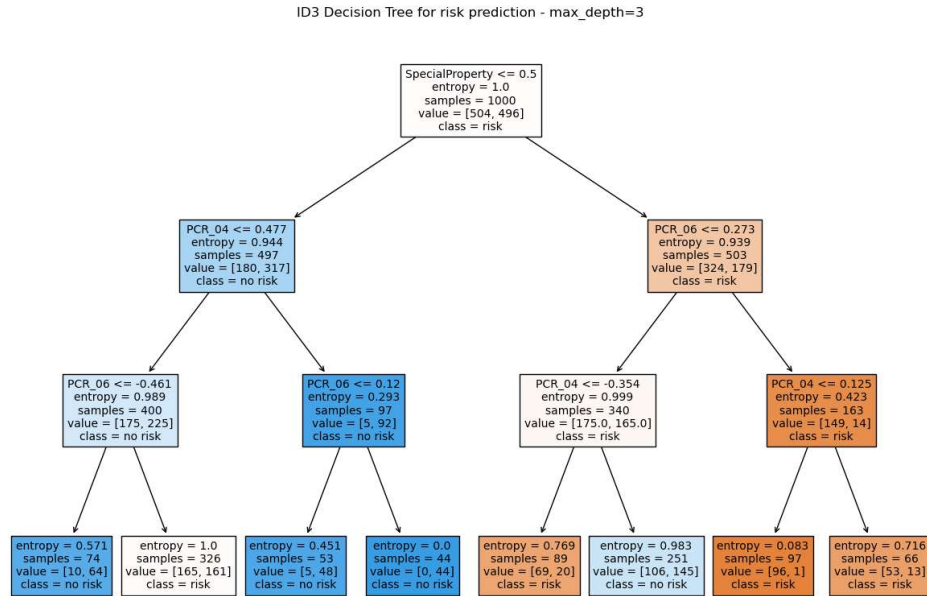 ID3 Decision Tree for risk prediction - max_depth=3
SpecialProperty <= 0.5
entropy = 1.0
samples = 1000
value = [504, 496]
class = risk
PCR_04 <= 0.477
entropy = 0.944
samples = 497
value = [180, 317]
class = no risk
PCR_06 <= 0.273
entropy = 0.939
samples = 503
value = [324, 179]
class = risk
PCR_06 <= -0.461
entropy = 0.989
samples = 400
value = [175, 225]
class = no risk
PCR_06 <= 0.12
entropy = 0.293
samples = 97
value = [5, 92]
class = no risk
PCR_04 <= -0.354
entropy = 0.999
samples = 340
value = [175.0, 165.0]
class = risk
PCR_04 <= 0.125
entropy = 0.423
samples = 163
value = [149, 14]
class = risk
entropy = 0.571
samples = 74
value = [10, 64]
class = no risk
entropy = 1.0
samples = 326
value = [165, 161]
class = risk
entropy = 0.451
samples = 53
value = [5, 48]
class = no risk
entropy = 0.0
samples = 44
value = [0, 44]
class = no risk
entropy = 0.769
samples = 89
value = [69, 20]
class = risk
entropy = 0.983
samples = 251
value = [106, 145]
class = no risk
entropy = 0.083
samples = 97
value = [96, 1]
class = risk
entropy = 0.716
samples = 66
value = [53, 13]
class = risk